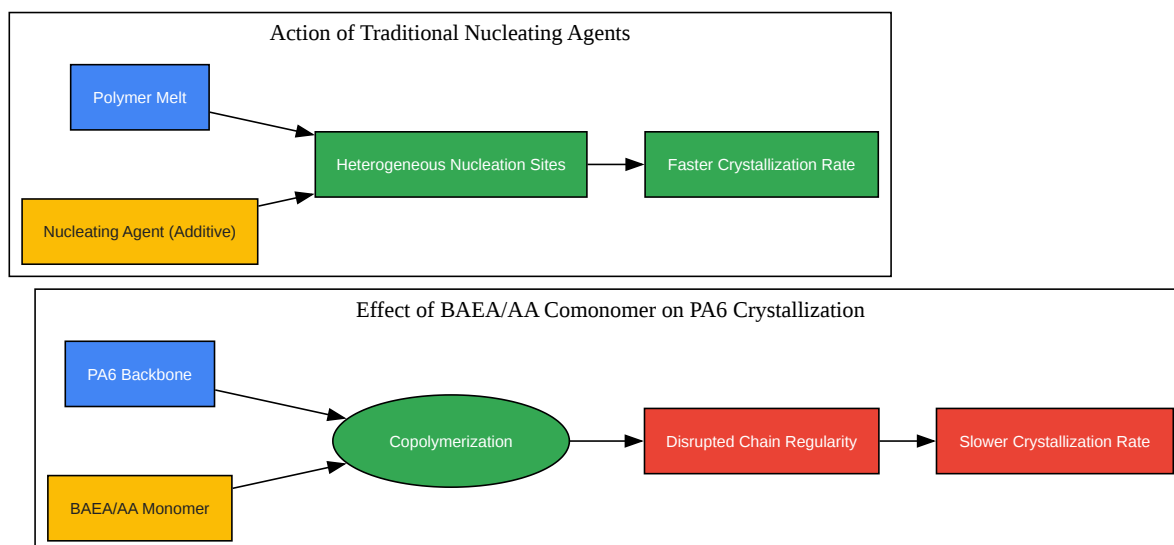 Action of Traditional Nucleating Agents
Polymer Melt
Heterogeneous Nucleation Sites
Faster Crystallization Rate
Nucleating Agent (Additive)
Effect of BAEA/AA Comonomer on PA6 Crystallization
PA6 Backbone
Copolymerization
Disrupted Chain Regularity
Slower Crystallization Rate
BAEA/AA Monomer